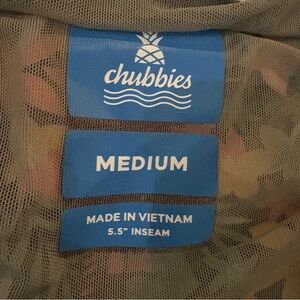 chubbies
MEDIUM
MADE IN VIETNAM
5.5" INSEAM